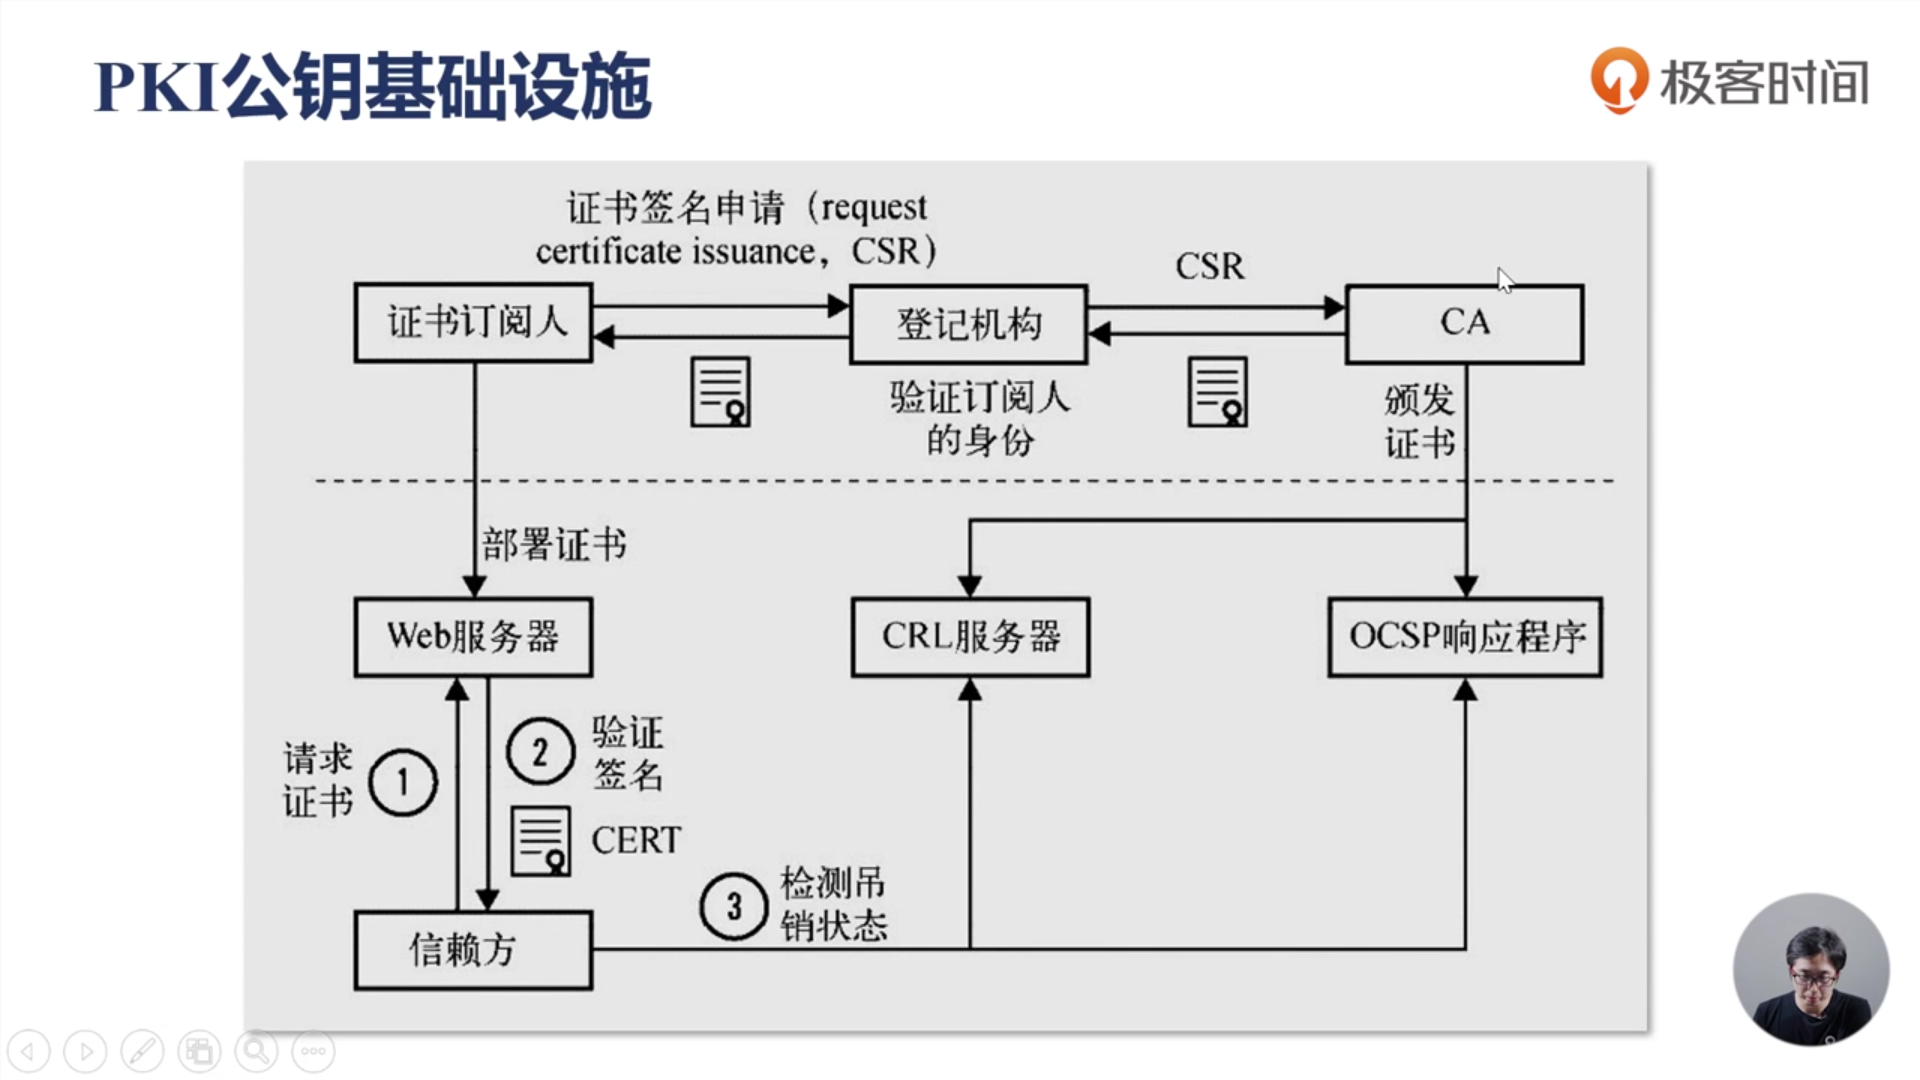 PKI公钥基础设施
极客时间
证书签名申请（request
certificate issuance，CSR）
CSR
证书订阅人
登记机构
CA
验证订阅人
的身份
颁发
证书
部署证书
Web服务器
CRL服务器
OCSP响应程序
请求
证书
1
2
验证
签名
CERT
3
检测吊
销状态
信赖方